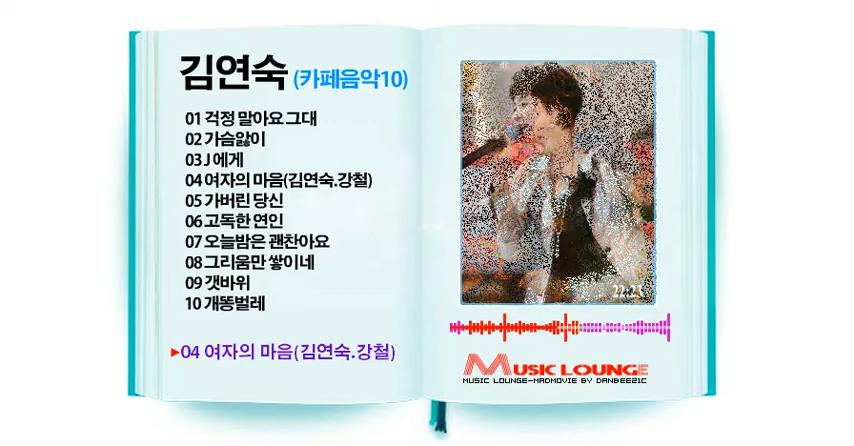 김연숙 (카페음악10)
01 걱정 말아요 그대
02 가슴앓이
03 J 에게
04 여자의 마음(김연숙.강철)
05 가버린 당신
06 고독한 연인
07 오늘밤은 괜찬아요
08 그리움만 쌓이네
09 갯바위
10 개똥벌레
▸04 여자의 마음(김연숙.강철)
22:23
MUSIC LOUNGE
MUSIC LOUNGE-MADMOVIE BY DANBEE21C